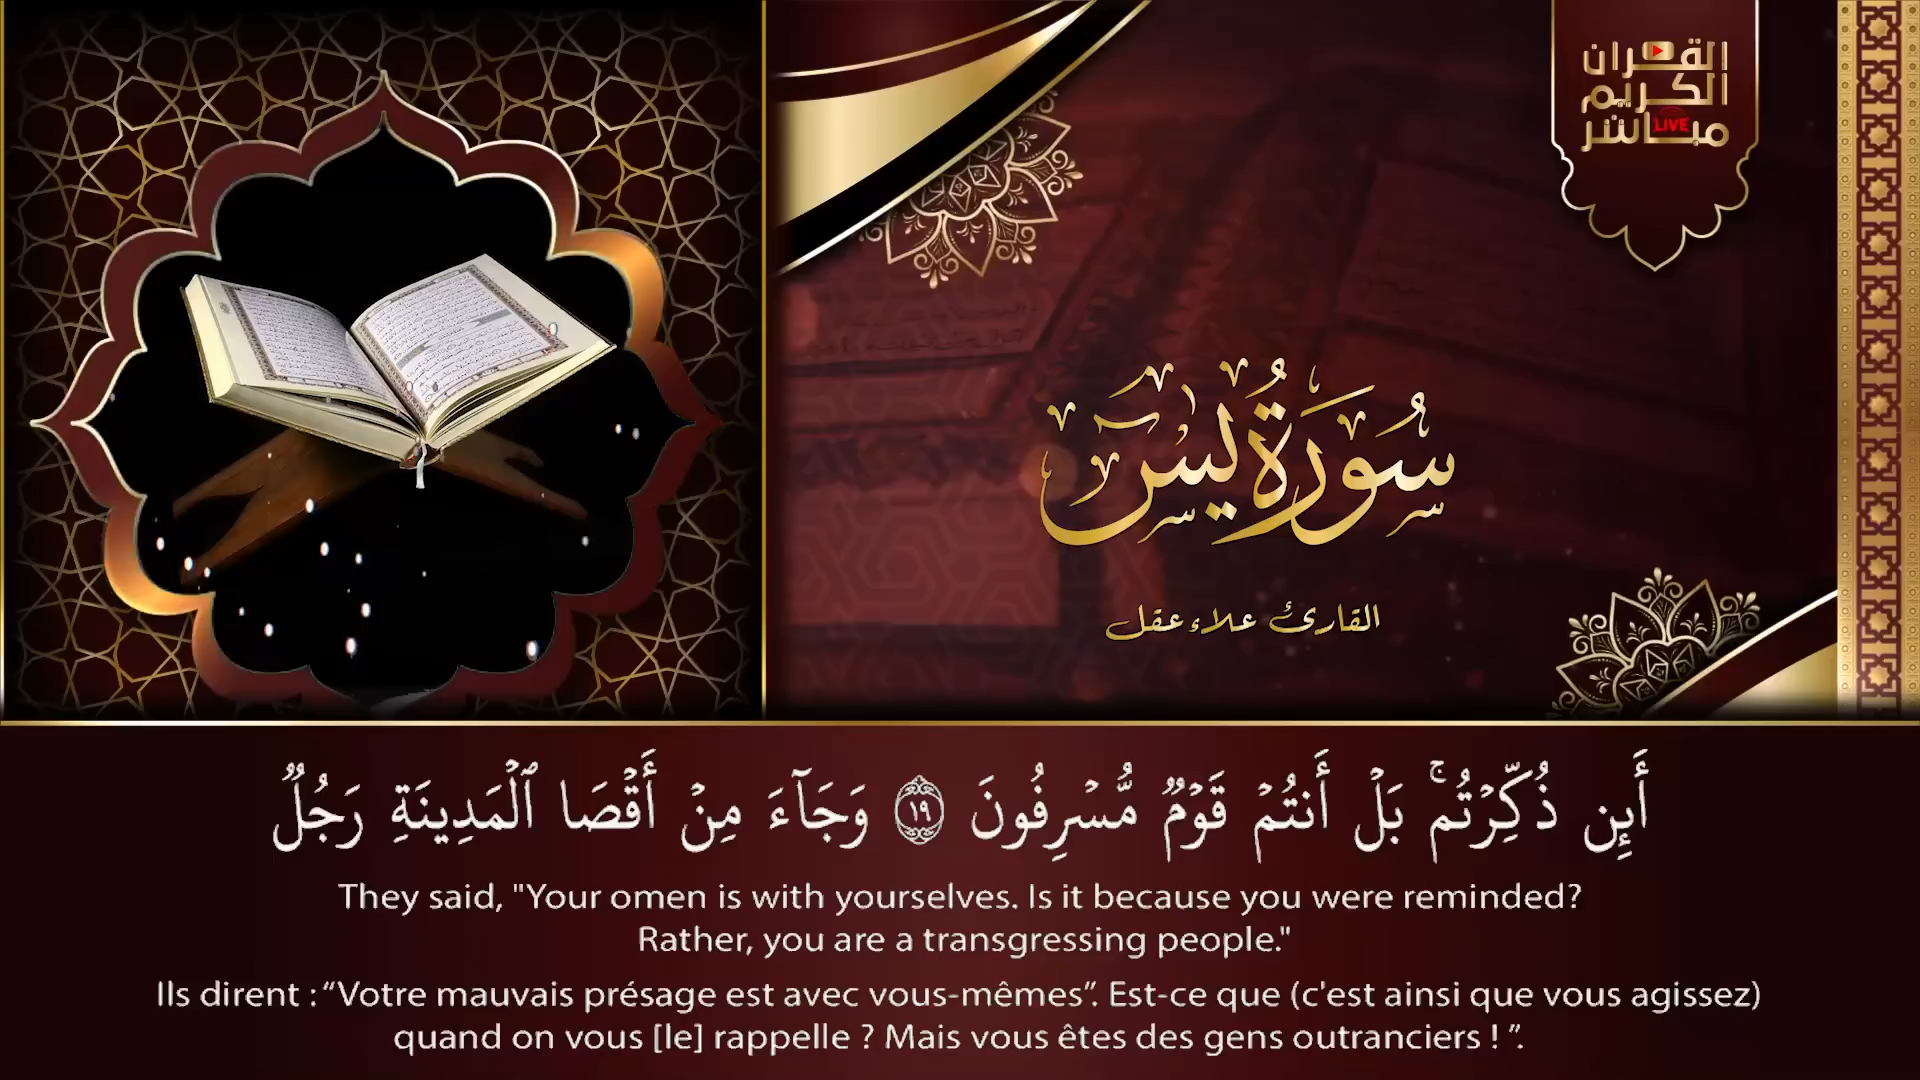 القرآن
الكريم
مباشر
LIVE
سُورَةُ يسٓ
القارئ علاء عقل
أَئِن ذُكِّرْتُم ۚ بَلْ أَنتُمْ قَوْمٌ مُّسْرِفُونَ ١٩ وَجَآءَ مِنْ أَقْصَا ٱلْمَدِينَةِ رَجُلٌ
They said, "Your omen is with yourselves. Is it because you were reminded?
Rather, you are a transgressing people."
Ils dirent : “Votre mauvais présage est avec vous-mêmes”. Est-ce que (c'est ainsi que vous agissez)
quand on vous [le] rappelle ? Mais vous êtes des gens outranciers ! ”.